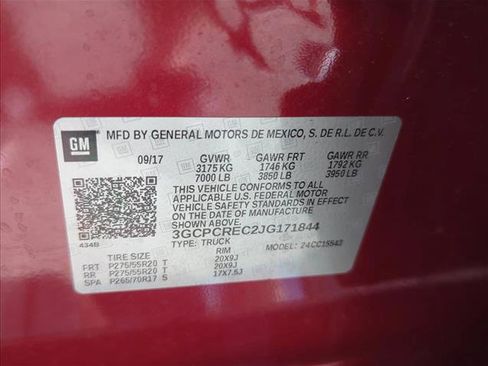 GM
MFD BY GENERAL MOTORS DE MEXICO, S. DE R.L. DE C.V.
09/17 GVWR GAWR FRT GAWR RR
3175 KG 1746 KG 1792 KG
7000 LB 3850 LB 3950 LB
THIS VEHICLE CONFORMS TO ALL
APPLICABLE U.S. FEDERAL MOTOR
VEHICLE SAFETY STANDARDS IN EFFECT
ON THE DATE OF MANUFACTURE SHOWN ABOVE.
3GCPCREC2JG171844
434B TYPE: TRUCK MODEL: 24CC15543
TIRE SIZE RIM
FRT P275/55R20 T 20X9J
RR P275/55R20 T 20X9J
SPA P265/70R17 S 17X7.5J